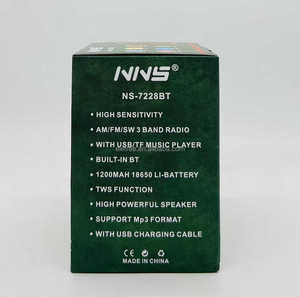 NNS®
NS-7228BT
• HIGH SENSITIVITY
• AM/FM/SW 3 BAND RADIO
• WITH USB/TF MUSIC PLAYER
• BUILT-IN BT
• 1200MAH 18650 LI-BATTERY
• TWS FUNCTION
• HIGH POWERFUL SPEAKER
• SUPPORT Mp3 FORMAT
• WITH USB CHARGING CABLE
CE
MADE IN CHINA